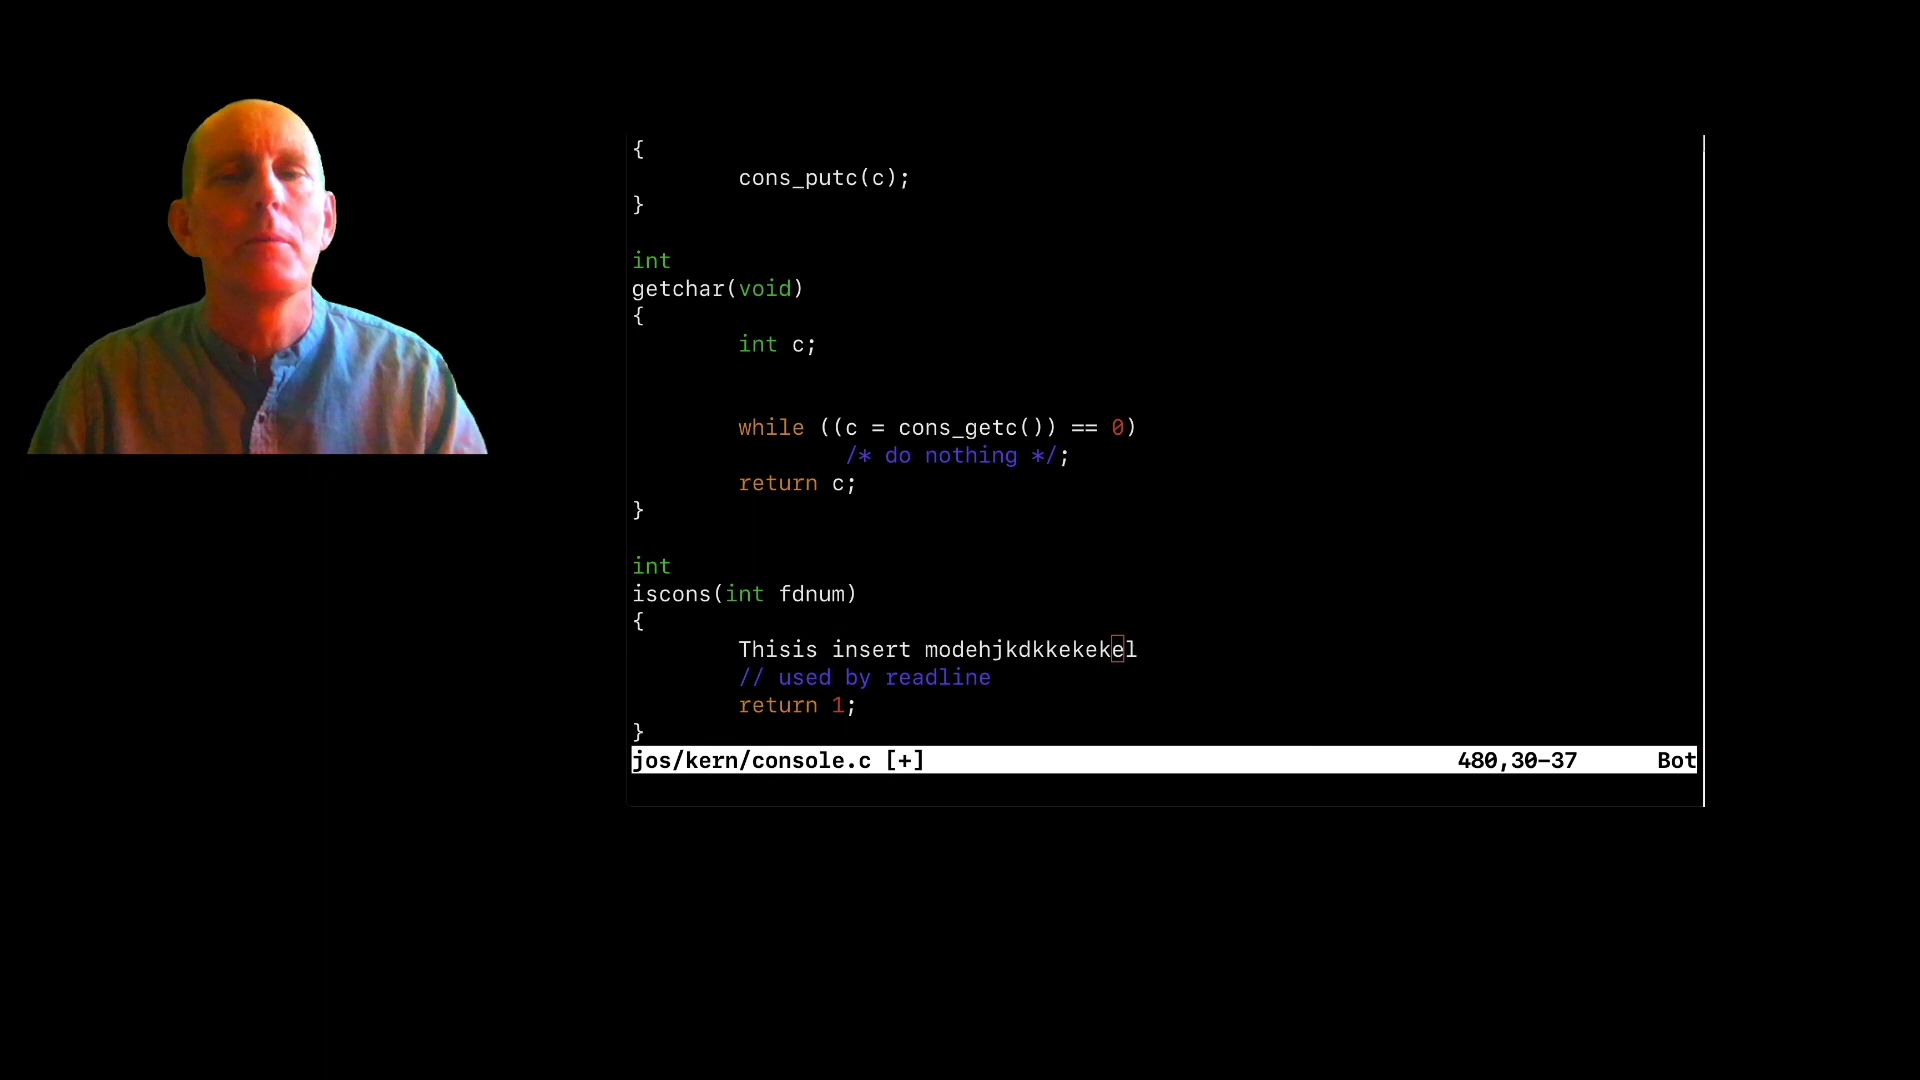 {
cons_putc(c);
}
int
getchar(void)
{
int c;
while ((c = cons_getc()) == 0)
/* do nothing */;
return c;
}
int
iscons(int fdnum)
{
Thisis insert modehjkdkkekekel
// used by readline
return 1;
}
jos/kern/console.c [+] 480,30-37 Bot